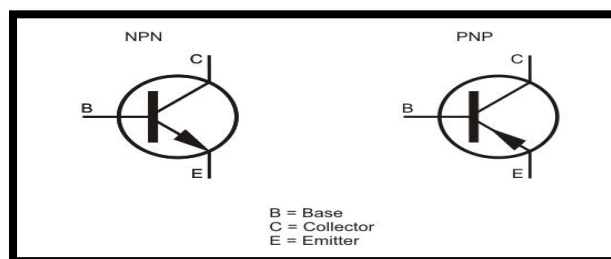 NPN
PNP
C
C
B
B
E
E
B = Base
C = Collector
E = Emitter